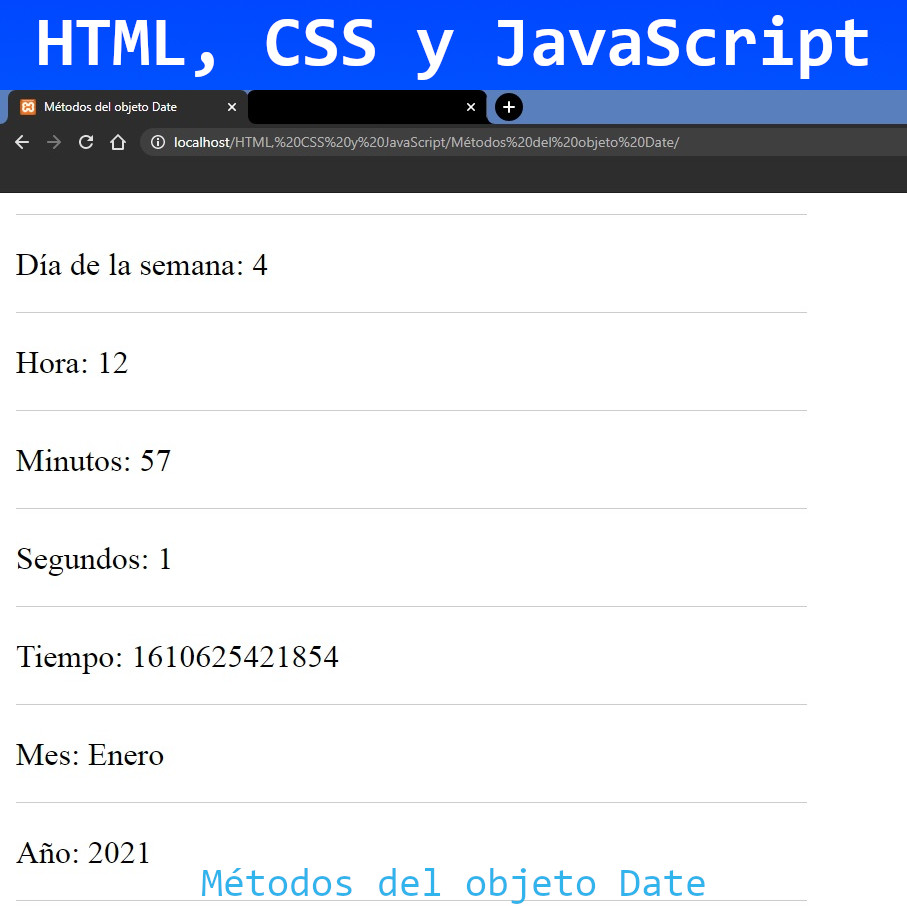 HTML, CSS y JavaScript
Métodos del objeto Date
localhost/HTML,%20CSS%20y%20JavaScript/Métodos%20del%20objeto%20Date/
Día de la semana: 4
Hora: 12
Minutos: 57
Segundos: 1
Tiempo: 1610625421854
Mes: Enero
Año: 2021
Métodos del objeto Date